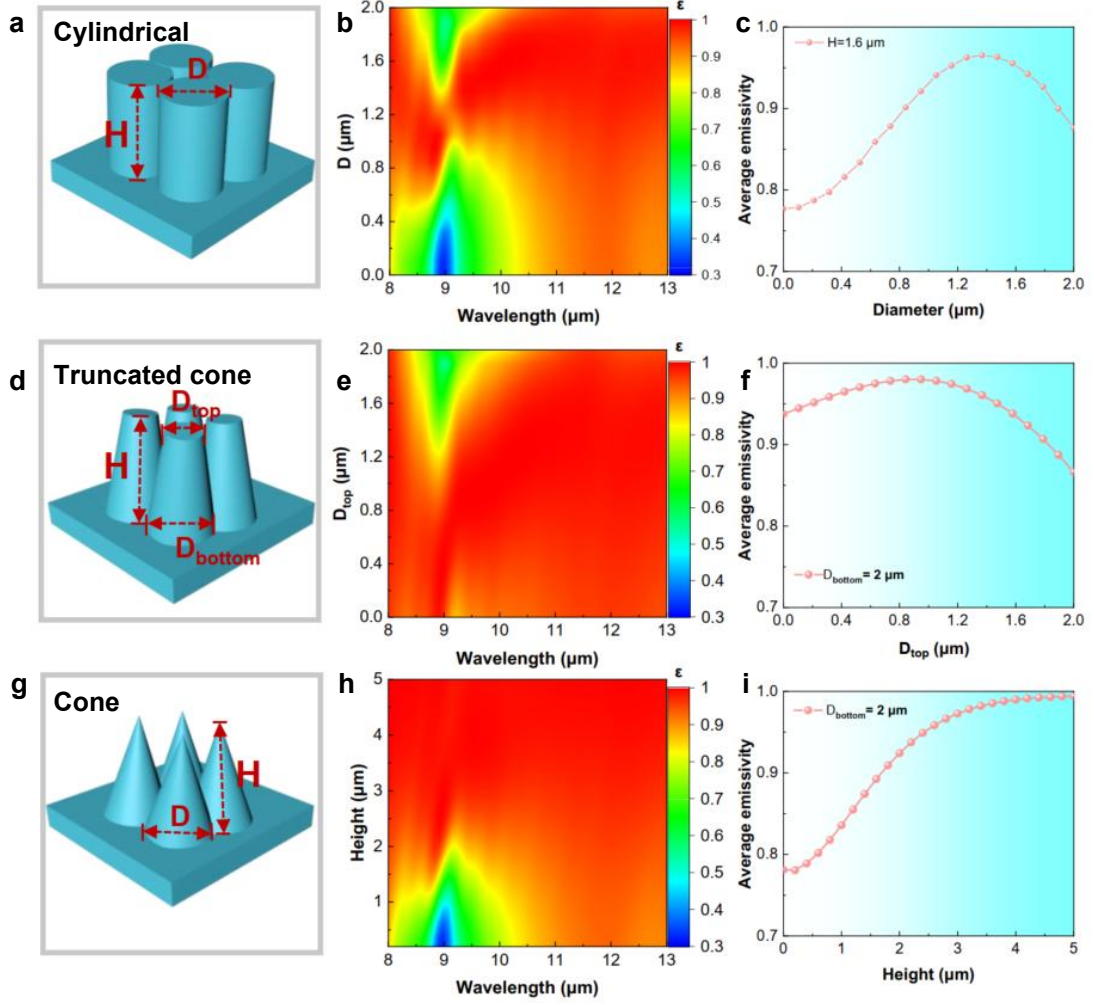 a
Cylindrical
D
H
b
ε
2.0
1.6
1.2
0.8
0.4
0.0
D (µm)
8 9 10 11 12 13
Wavelength (µm)
1
0.9
0.8
0.7
0.6
0.5
0.4
0.3
c
H=1.6 µm
1.0
0.9
0.8
0.7
Average emissivity
0.0 0.4 0.8 1.2 1.6 2.0
Diameter (µm)
d
Truncated cone
Dtop
H
Dbottom
e
ε
2.0
1.6
1.2
0.8
0.4
0.0
Dtop (µm)
8 9 10 11 12 13
Wavelength (µm)
1
0.9
0.8
0.7
0.6
0.5
0.4
0.3
f
1.0
0.9
0.8
0.7
Average emissivity
Dbottom= 2 µm
0.0 0.4 0.8 1.2 1.6 2.0
Dtop (µm)
g
Cone
H
D
h
ε
5
4
3
2
1
Height (µm)
8 9 10 11 12 13
Wavelength (µm)
1
0.9
0.8
0.7
0.6
0.5
0.4
0.3
i
Dbottom= 2 µm
1.0
0.9
0.8
0.7
Average emissivity
0 1 2 3 4 5
Height (µm)